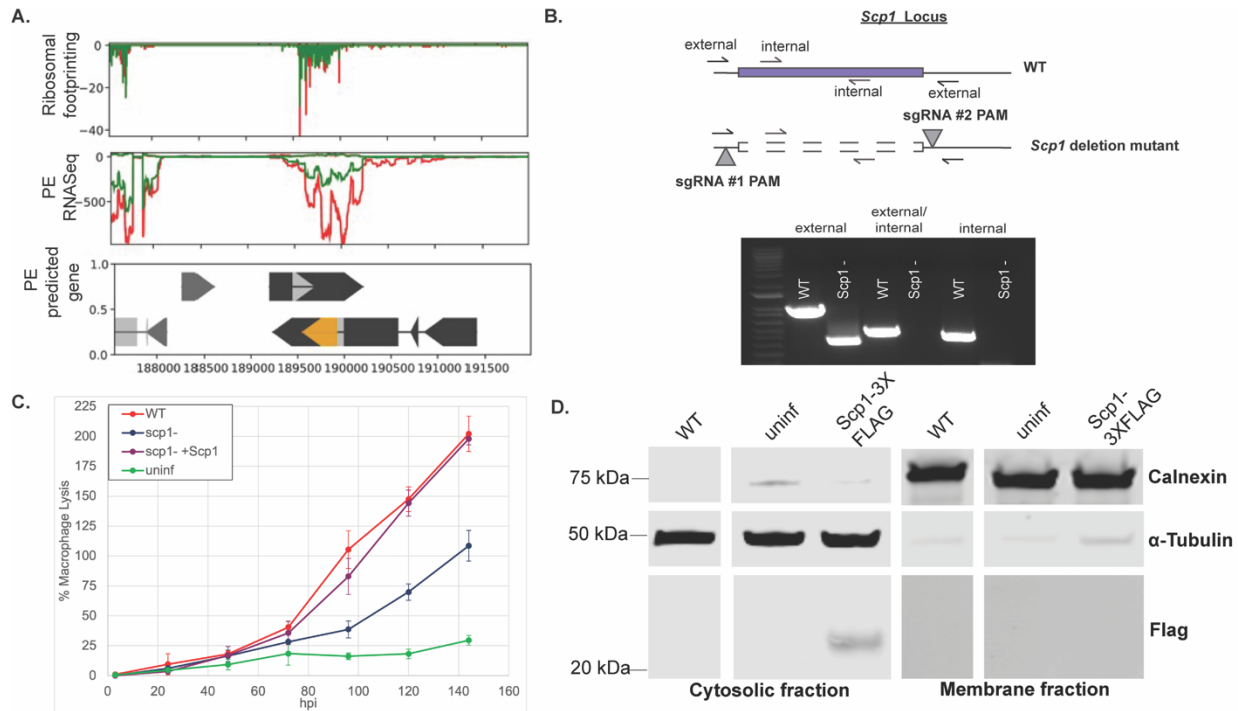 A.
Ribosomal
footprinting
0
−20
−40
PE
RNASeq
0
−500
PE
predicted
gene
1.0
0.5
0.0
188000 188500 189000 189500 190000 190500 191000 191500
B.
Scp1 Locus
external
internal
WT
internal
external
sgRNA #2 PAM
Scp1 deletion mutant
sgRNA #1 PAM
external
external/
internal
internal
WT
Scp1 -
WT
Scp1 -
WT
Scp1 -
C.
% Macrophage Lysis
225
200
175
150
125
100
75
50
25
0
WT
scp1-
scp1- +Scp1
uninf
0 20 40 60 80 100 120 140 160
hpi
D.
WT
uninf
Scp1-3X
FLAG
WT
uninf
Scp1-
3XFLAG
75 kDa
Calnexin
50 kDa
α-Tubulin
Flag
20 kDa
Cytosolic fraction
Membrane fraction